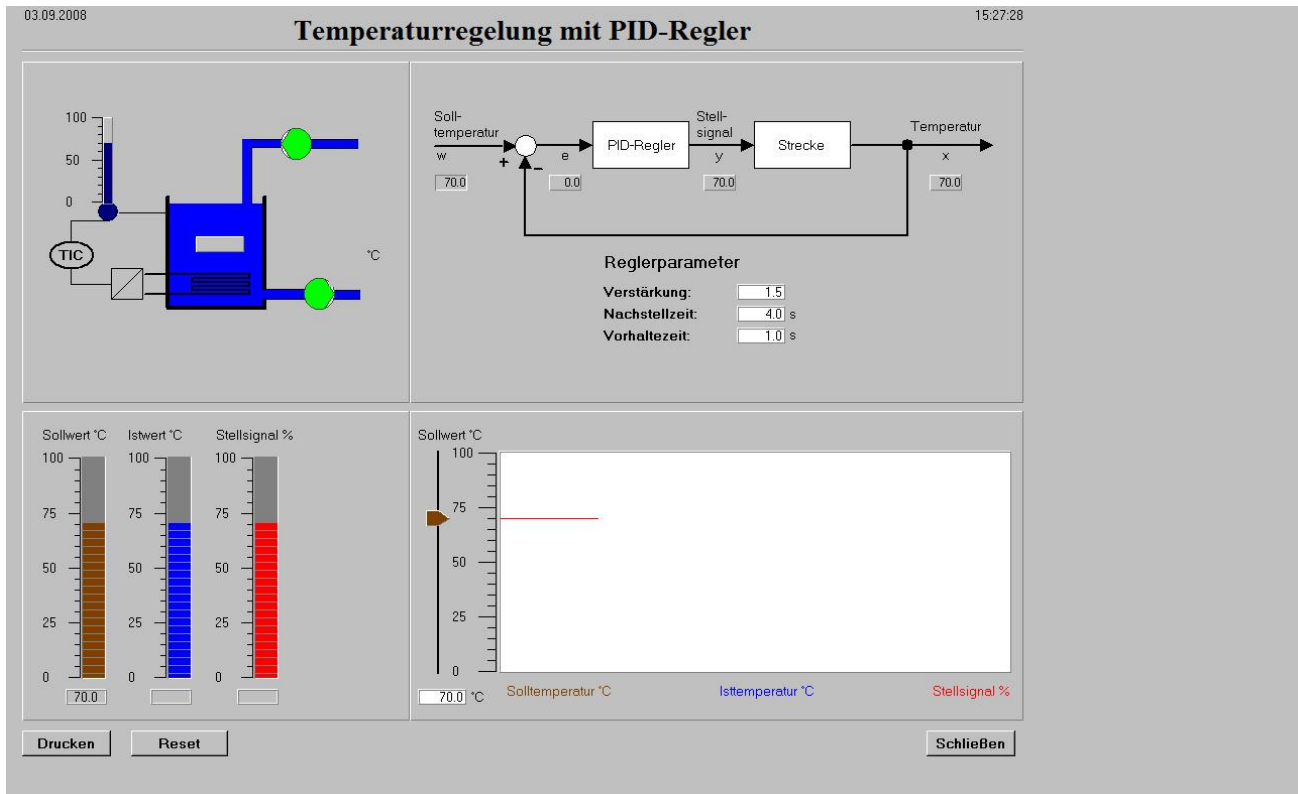 03.09.2008
Temperaturregelung mit PID-Regler
15:27:28
100
50
0
TIC
°C
Soll-
temperatur
w
+
70.0
−
e
0.0
PID-Regler
Stell-
signal
y
70.0
Strecke
Temperatur
x
70.0
Reglerparameter
Verstärkung: 1.5
Nachstellzeit: 4.0 s
Vorhaltezeit: 1.0 s
Sollwert °C Istwert °C Stellsignal %
100 100 100
75 75 75
50 50 50
25 25 25
0 0 0
70.0
Sollwert °C
100
75
50
25
0
70.0 °C
Solltemperatur °C Isttemperatur °C Stellsignal %
Drucken Reset Schließen